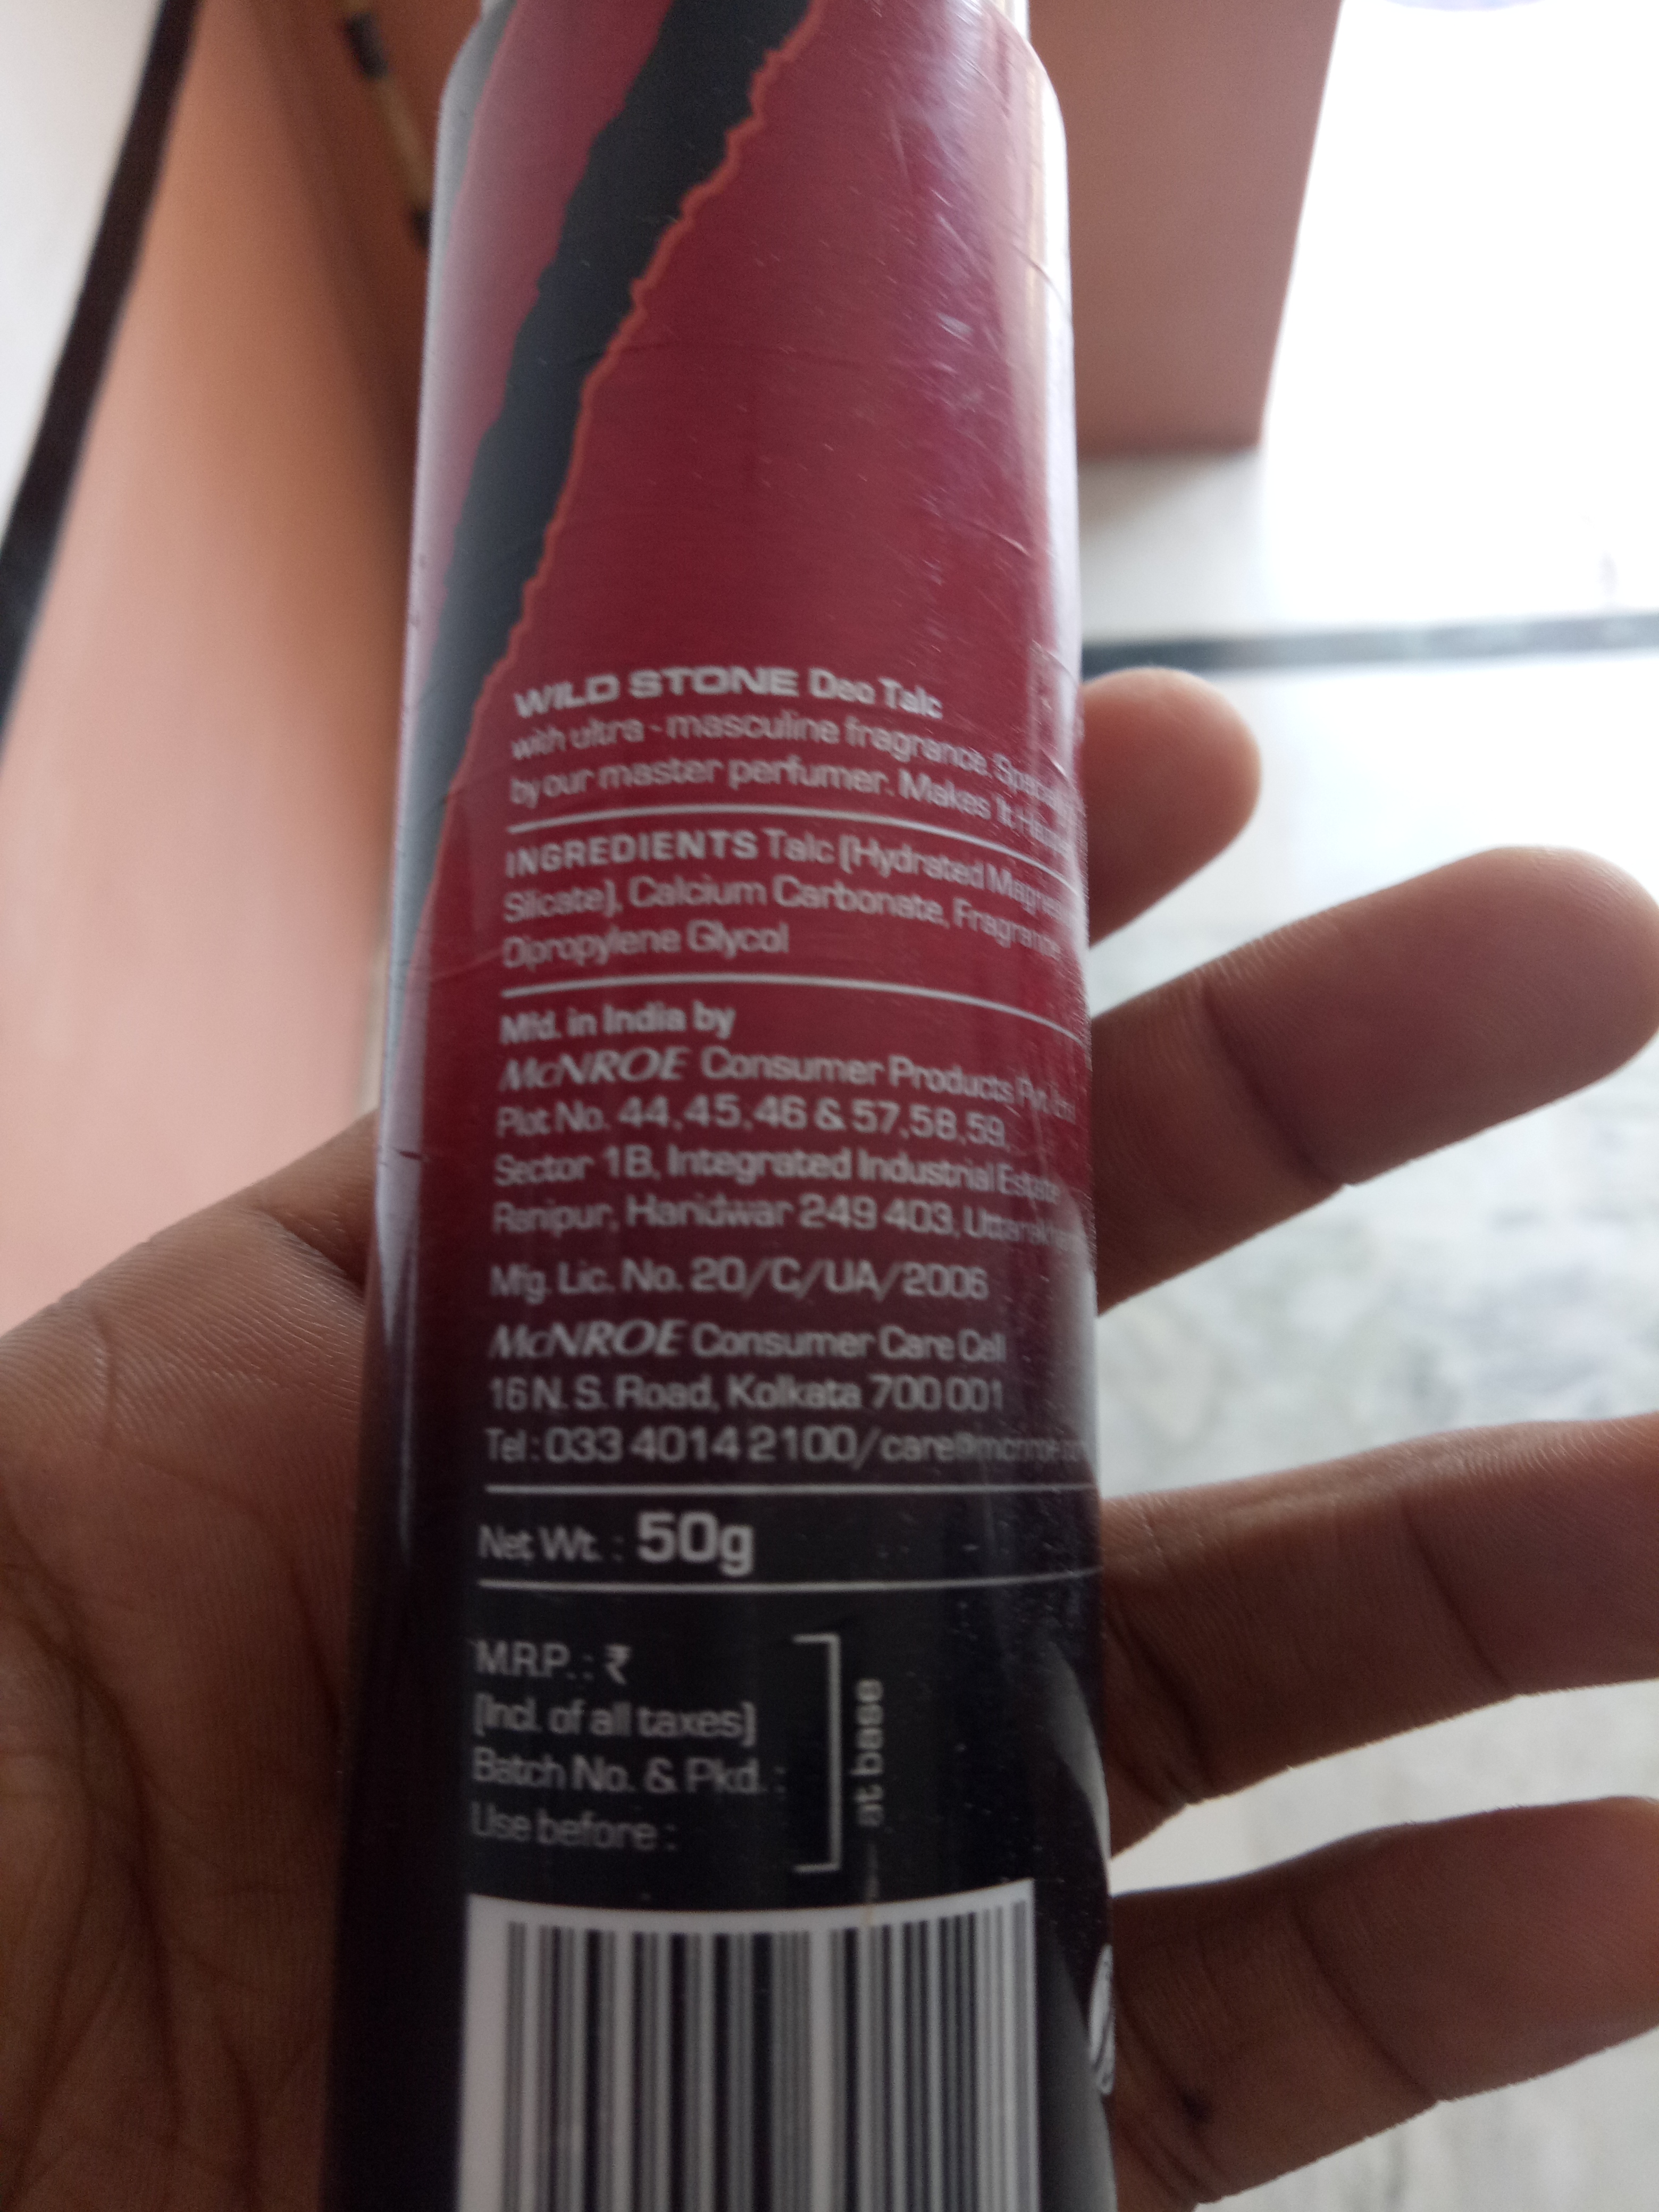 WILD STONE Deo Talc
with ultra - masculine fragrance.
by our master perfumer. Makes It
INGREDIENTS Talc (Hydrated
Silicate), Calcium Carbonate, Fragrance,
Dipropylene Glycol
Mfd. in India by
McNROE Consumer Products Pvt. Ltd.
Plot No. 44,45,46 & 57,58,59,
Sector 1B, Integrated Industrial Estate
Ranipur, Haridwar 249 403,
Mfg. Lic. No. 20/C/UA/2006
McNROE Consumer Care Cell
16 N. S. Road, Kolkata 700 001
Tel : 033 4014 2100/
Net Wt. : 50g
M.R.P. : ₹
(Incl. of all taxes)
Batch No. & Pkd. :
Use before :
at base